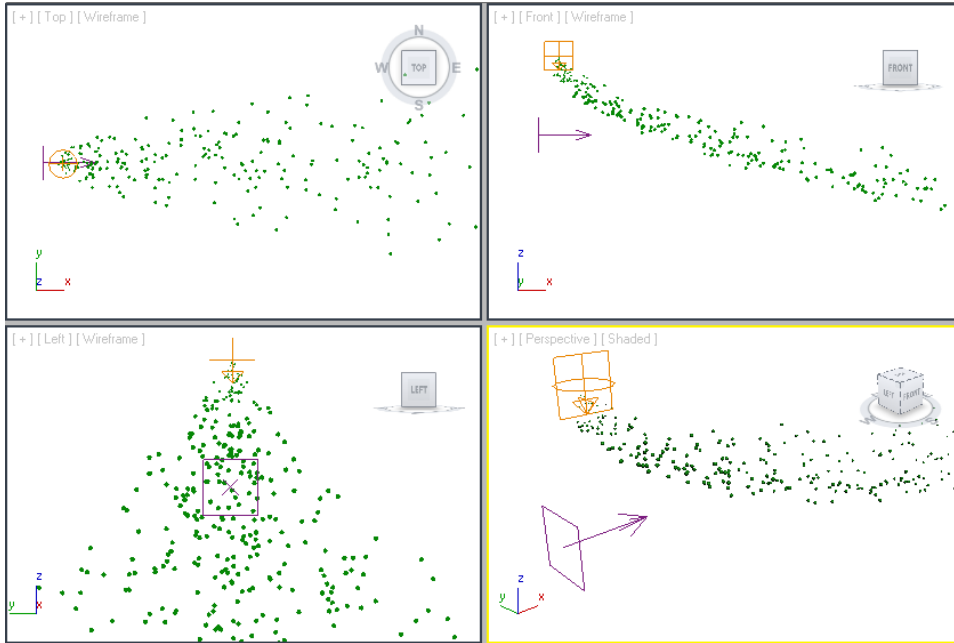 [ + ] [ Top ] [ Wireframe ]
N
W TOP E
S
y
z x
[ + ] [ Front ] [ Wireframe ]
FRONT
z
y x
[ + ] [ Left ] [ Wireframe ]
LEFT
z
y x
[ + ] [ Perspective ] [ Shaded ]
LEFT FRONT
z
y x